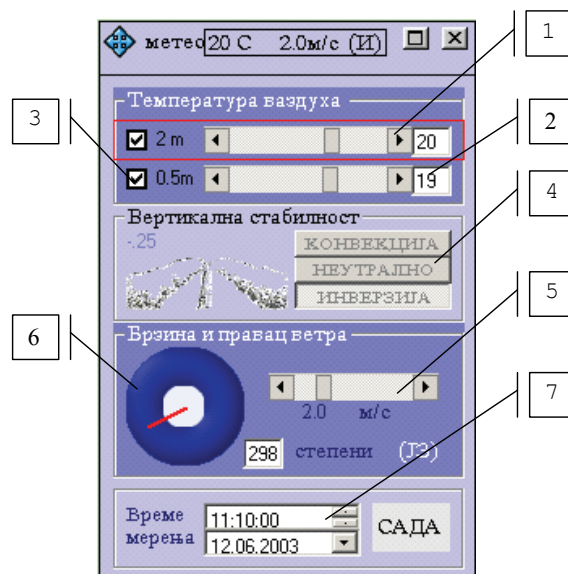 метео 20 C 2.0м/с (И)
1
Температура ваздуха
3
2 m 20
2
0.5m 19
4
Вертикална стабилност
-.25
КОНВЕКЦИЈА
НЕУТРАЛНО
ИНВЕРЗИЈА
5
6
Брзина и правац ветра
2.0 м/с
7
298 степени (ЈЗ)
Време мерења
11:10:00
12.06.2003
САДА